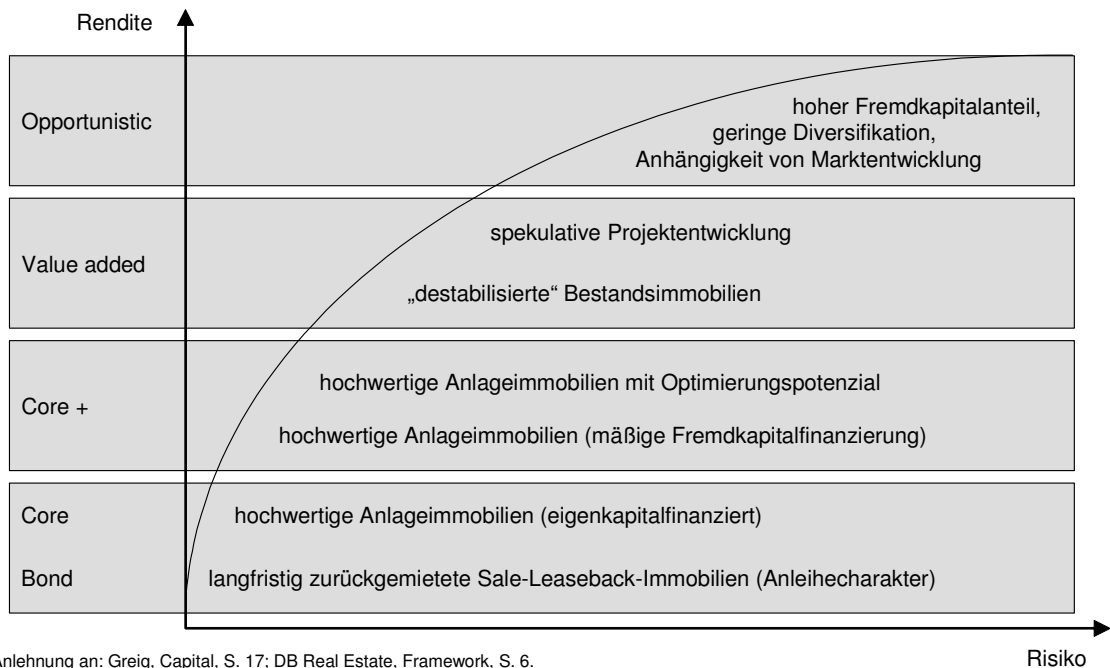 Rendite
Opportunistic
hoher Fremdkapitalanteil,
geringe Diversifikation,
Anhängigkeit von Marktentwicklung
Value added
spekulative Projektentwicklung
„destabilisierte“ Bestandsimmobilien
Core +
hochwertige Anlageimmobilien mit Optimierungspotenzial
hochwertige Anlageimmobilien (mäßige Fremdkapitalfinanzierung)
Core
hochwertige Anlageimmobilien (eigenkapitalfinanziert)
Bond
langfristig zurückgemietete Sale-Leaseback-Immobilien (Anleihecharakter)
Risiko
Anlehnung an: Greig, Capital, S. 17; DB Real Estate, Framework, S. 6.